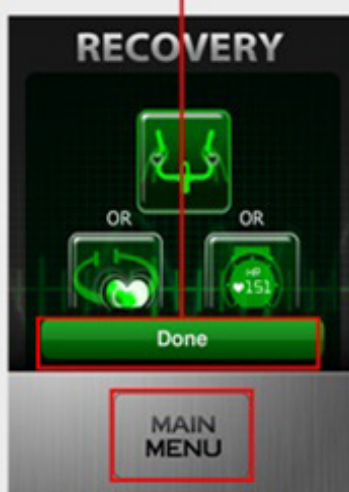 RECOVERY
OR OR
HR
♥151
Done
MAIN
MENU